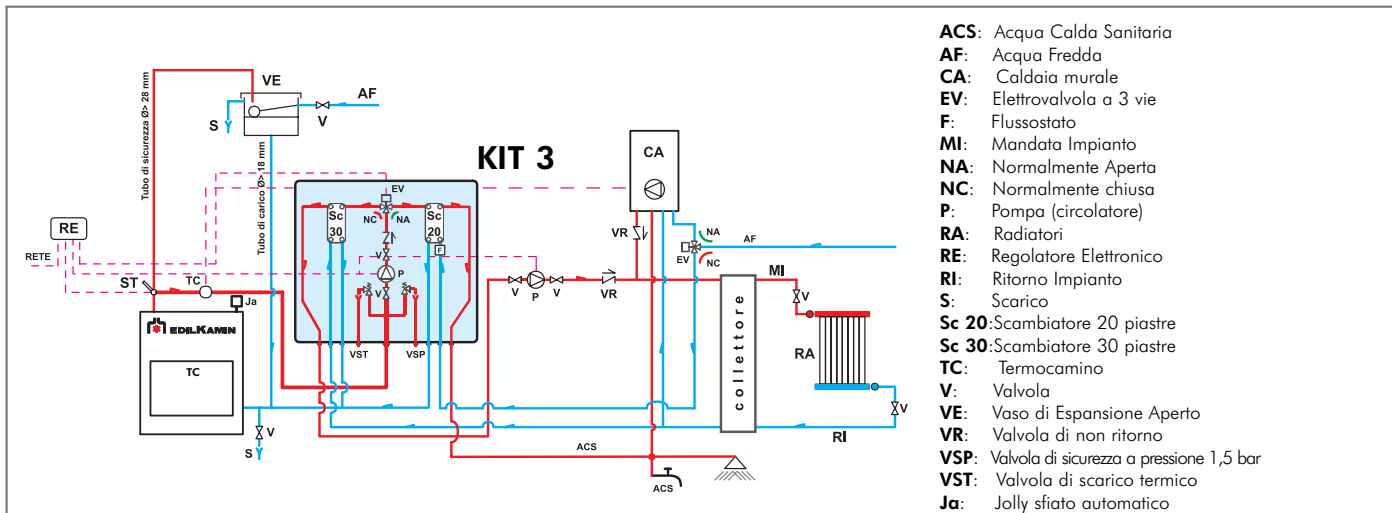 VE
AF
S
V
Tubo di sicurezza Ø> 28 mm
Tubo di carico Ø> 18 mm
KIT 3
CA
EV
Sc
30
NC
NA
Sc
20
F
V
P
V
VST
VSP
RE
RETE
ST
TC
Ja
EDILKAMIN
TC
V
S
V
P
V
VR
VR
NA
EV
NC
AF
MI
V
collettore
RA
V
RI
ACS
ACS
ACS: Acqua Calda Sanitaria
AF: Acqua Fredda
CA: Caldaia murale
EV: Elettrovalvola a 3 vie
F: Flussostato
MI: Mandata Impianto
NA: Normalmente Aperta
NC: Normalmente chiusa
P: Pompa (circolatore)
RA: Radiatori
RE: Regolatore Elettronico
RI: Ritorno Impianto
S: Scarico
Sc 20:Scambiatore 20 piastre
Sc 30:Scambiatore 30 piastre
TC: Termocamino
V: Valvola
VE: Vaso di Espansione Aperto
VR: Valvola di non ritorno
VSP: Valvola di sicurezza a pressione 1,5 bar
VST: Valvola di scarico termico
Ja: Jolly sfiato automatico